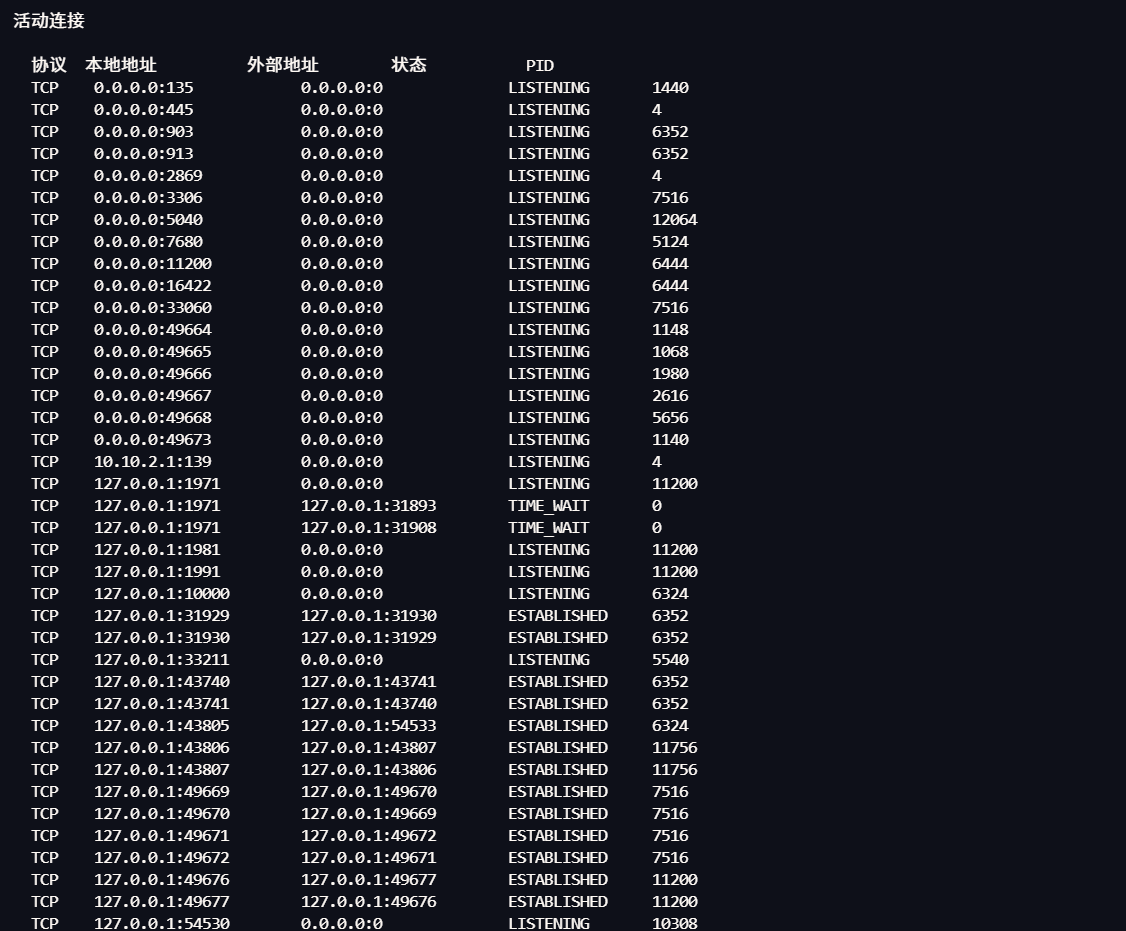 活动连接
协议 本地地址 外部地址 状态 PID
TCP 0.0.0.0:135 0.0.0.0:0 LISTENING 1440
TCP 0.0.0.0:445 0.0.0.0:0 LISTENING 4
TCP 0.0.0.0:903 0.0.0.0:0 LISTENING 6352
TCP 0.0.0.0:913 0.0.0.0:0 LISTENING 6352
TCP 0.0.0.0:2869 0.0.0.0:0 LISTENING 4
TCP 0.0.0.0:3306 0.0.0.0:0 LISTENING 7516
TCP 0.0.0.0:5040 0.0.0.0:0 LISTENING 12064
TCP 0.0.0.0:7680 0.0.0.0:0 LISTENING 5124
TCP 0.0.0.0:11200 0.0.0.0:0 LISTENING 6444
TCP 0.0.0.0:16422 0.0.0.0:0 LISTENING 6444
TCP 0.0.0.0:33060 0.0.0.0:0 LISTENING 7516
TCP 0.0.0.0:49664 0.0.0.0:0 LISTENING 1148
TCP 0.0.0.0:49665 0.0.0.0:0 LISTENING 1068
TCP 0.0.0.0:49666 0.0.0.0:0 LISTENING 1980
TCP 0.0.0.0:49667 0.0.0.0:0 LISTENING 2616
TCP 0.0.0.0:49668 0.0.0.0:0 LISTENING 5656
TCP 0.0.0.0:49673 0.0.0.0:0 LISTENING 1140
TCP 10.10.2.1:139 0.0.0.0:0 LISTENING 4
TCP 127.0.0.1:1971 0.0.0.0:0 LISTENING 11200
TCP 127.0.0.1:1971 127.0.0.1:31893 TIME_WAIT 0
TCP 127.0.0.1:1971 127.0.0.1:31908 TIME_WAIT 0
TCP 127.0.0.1:1981 0.0.0.0:0 LISTENING 11200
TCP 127.0.0.1:1991 0.0.0.0:0 LISTENING 11200
TCP 127.0.0.1:10000 0.0.0.0:0 LISTENING 6324
TCP 127.0.0.1:31929 127.0.0.1:31930 ESTABLISHED 6352
TCP 127.0.0.1:31930 127.0.0.1:31929 ESTABLISHED 6352
TCP 127.0.0.1:33211 0.0.0.0:0 LISTENING 5540
TCP 127.0.0.1:43740 127.0.0.1:43741 ESTABLISHED 6352
TCP 127.0.0.1:43741 127.0.0.1:43740 ESTABLISHED 6352
TCP 127.0.0.1:43805 127.0.0.1:54533 ESTABLISHED 6324
TCP 127.0.0.1:43806 127.0.0.1:43807 ESTABLISHED 11756
TCP 127.0.0.1:43807 127.0.0.1:43806 ESTABLISHED 11756
TCP 127.0.0.1:49669 127.0.0.1:49670 ESTABLISHED 7516
TCP 127.0.0.1:49670 127.0.0.1:49669 ESTABLISHED 7516
TCP 127.0.0.1:49671 127.0.0.1:49672 ESTABLISHED 7516
TCP 127.0.0.1:49672 127.0.0.1:49671 ESTABLISHED 7516
TCP 127.0.0.1:49676 127.0.0.1:49677 ESTABLISHED 11200
TCP 127.0.0.1:49677 127.0.0.1:49676 ESTABLISHED 11200
TCP 127.0.0.1:54530 0.0.0.0:0 LISTENING 10308